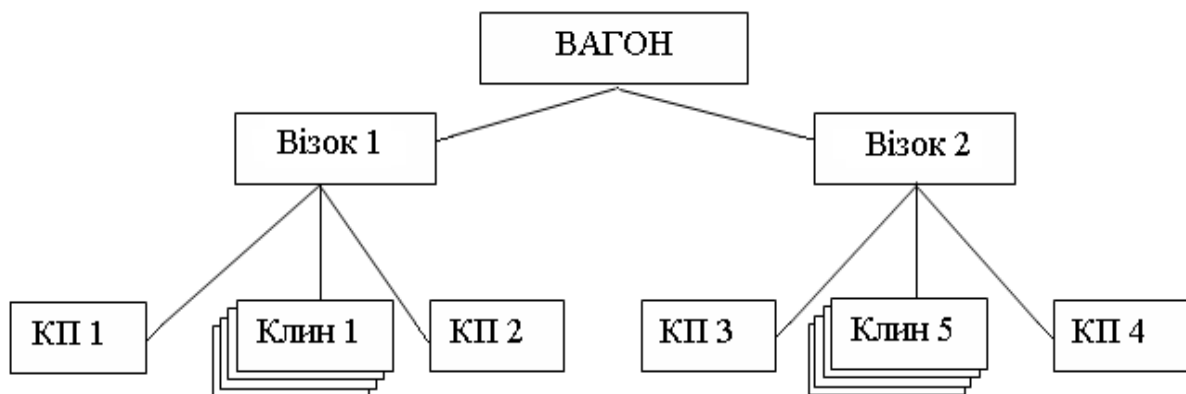 ВАГОН
Візок 1
Візок 2
КП 1
Клин 1
КП 2
КП 3
Клин 5
КП 4